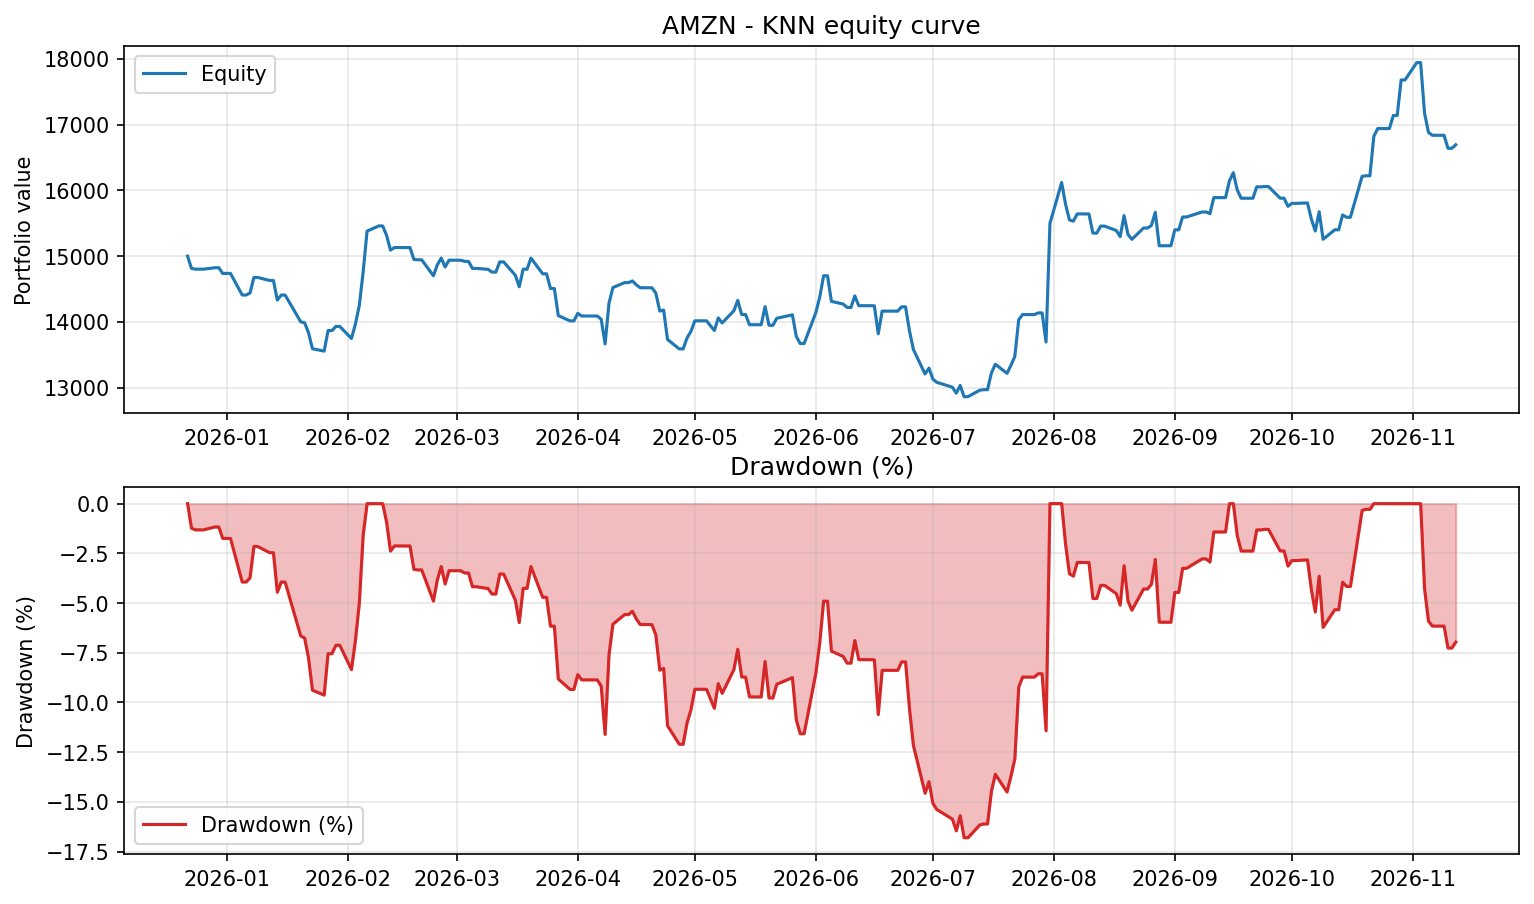 AMZN - KNN equity curve
Equity
Portfolio value
18000
17000
16000
15000
14000
13000
2026-01 2026-02 2026-03 2026-04 2026-05 2026-06 2026-07 2026-08 2026-09 2026-10 2026-11
Drawdown (%)
Drawdown (%)
0.0
−2.5
−5.0
−7.5
−10.0
−12.5
−15.0
−17.5
Drawdown (%)
2026-01 2026-02 2026-03 2026-04 2026-05 2026-06 2026-07 2026-08 2026-09 2026-10 2026-11